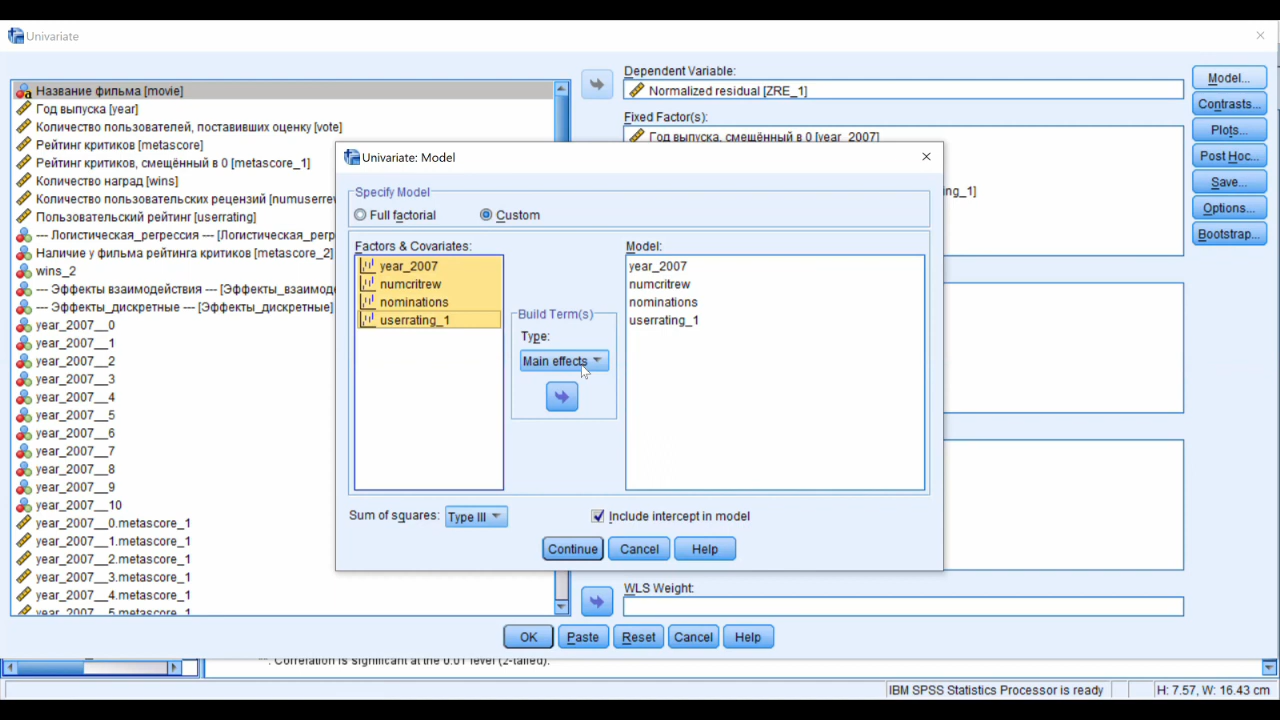 Univariate
Название фильма [movie]
Год выпуска [year]
Количество пользователей, поставивших оценку [vote]
Рейтинг критиков [metascore]
Рейтинг критиков, смещённый в 0 [metascore_1]
Количество наград [wins]
Количество пользовательских рецензий [numuserrew
Пользовательский рейтинг [userrating]
--- Логистическая_регрессия --- [Логистическая_регр
Наличие у фильма рейтинга критиков [metascore_2]
wins_2
--- Эффекты взаимодействия --- [Эффекты_взаимод
--- Эффекты_дискретные --- [Эффекты_дискретные]
year_2007__0
year_2007__1
year_2007__2
year_2007__3
year_2007__4
year_2007__5
year_2007__6
year_2007__7
year_2007__8
year_2007__9
year_2007__10
year_2007__0.metascore_1
year_2007__1.metascore_1
year_2007__2.metascore_1
year_2007__3.metascore_1
year_2007__4.metascore_1
year_2007__5.metascore_1
Dependent Variable:
Normalized residual [ZRE_1]
Fixed Factor(s):
Год выпуска, смещённый в 0 [year_2007]
ng_1]
WLS Weight:
Model...
Contrasts...
Plots...
Post Hoc...
Save...
Options...
Bootstrap...
Univariate: Model
Specify Model
Full factorial
Custom
Factors & Covariates:
year_2007
numcritrew
nominations
userrating_1
Build Term(s)
Type:
Main effects
Model:
year_2007
numcritrew
nominations
userrating_1
Sum of squares:
Type III
Include intercept in model
Continue
Cancel
Help
OK
Paste
Reset
Cancel
Help
**. Correlation is significant at the 0.01 level (2-tailed).
IBM SPSS Statistics Processor is ready
H: 7.57, W: 16.43 cm